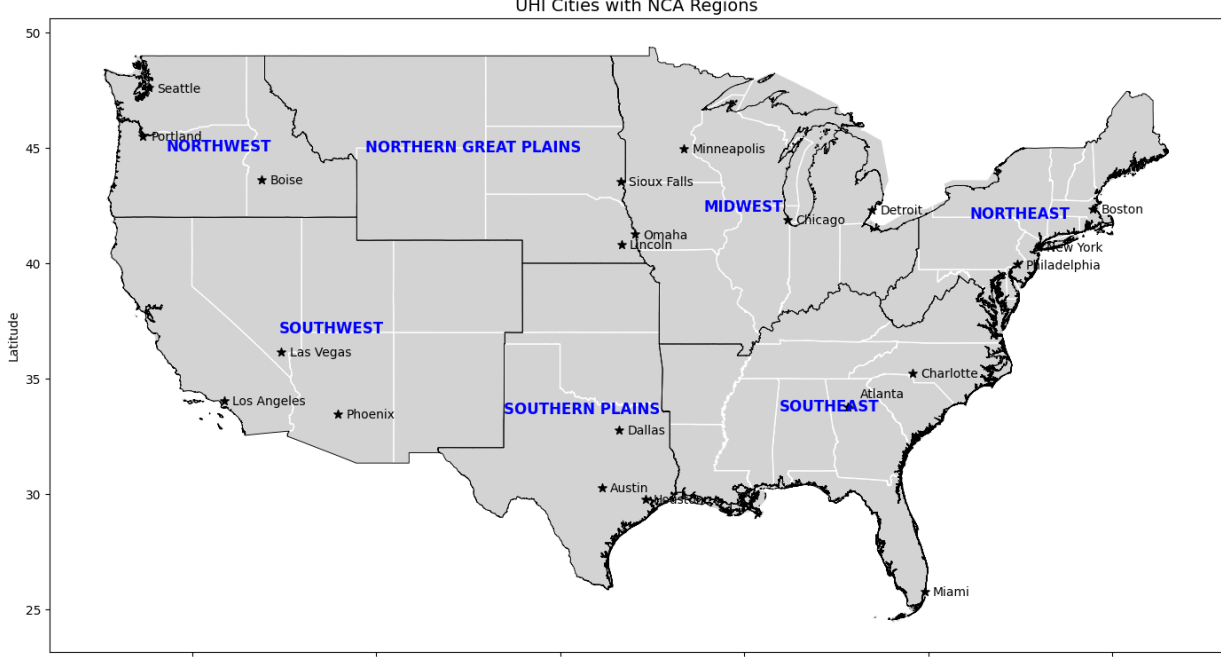 UHI Cities with NCA Regions
50
Seattle
Portland
45
NORTHWEST
NORTHERN GREAT PLAINS
Minneapolis
Boise
Sioux Falls
MIDWEST
Detroit
Boston
NORTHEAST
Chicago
Omaha
Lincoln
New York
40
Philadelphia
Latitude
SOUTHWEST
Las Vegas
35
Charlotte
Los Angeles
Atlanta
SOUTHERN PLAINS
SOUTHEAST
Phoenix
Dallas
30
Austin
Houston
25
Miami